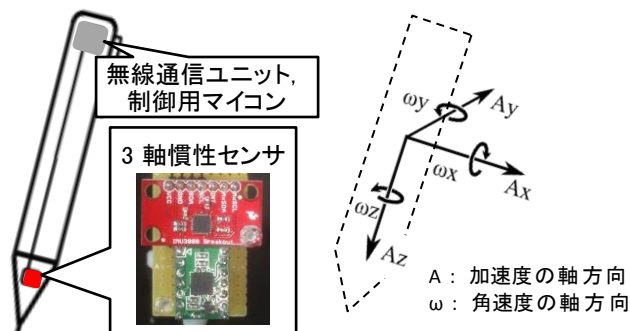 無線通信ユニット,
制御用マイコン
3 軸慣性センサ
IMU3000 Breakout
ωy
Ay
ωx
Ax
ωz
Az
A : 加速度の軸方向
ω : 角速度の軸方向